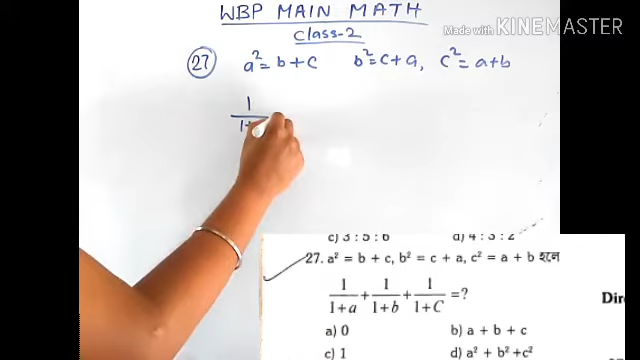 WBP MAIN MATH
Made with KINEMASTER
Class-2
27 a² = b + c b² = c + a, c² = a + b
1
1+
c) 3 : 5 : 6 d) 4 : 3 : 2
27. a² = b + c, b² = c + a, c² = a + b হলে
1/1+a + 1/1+b + 1/1+C = ?
Dir
a) 0 b) a + b + c
c) 1 d) a² + b² + c²